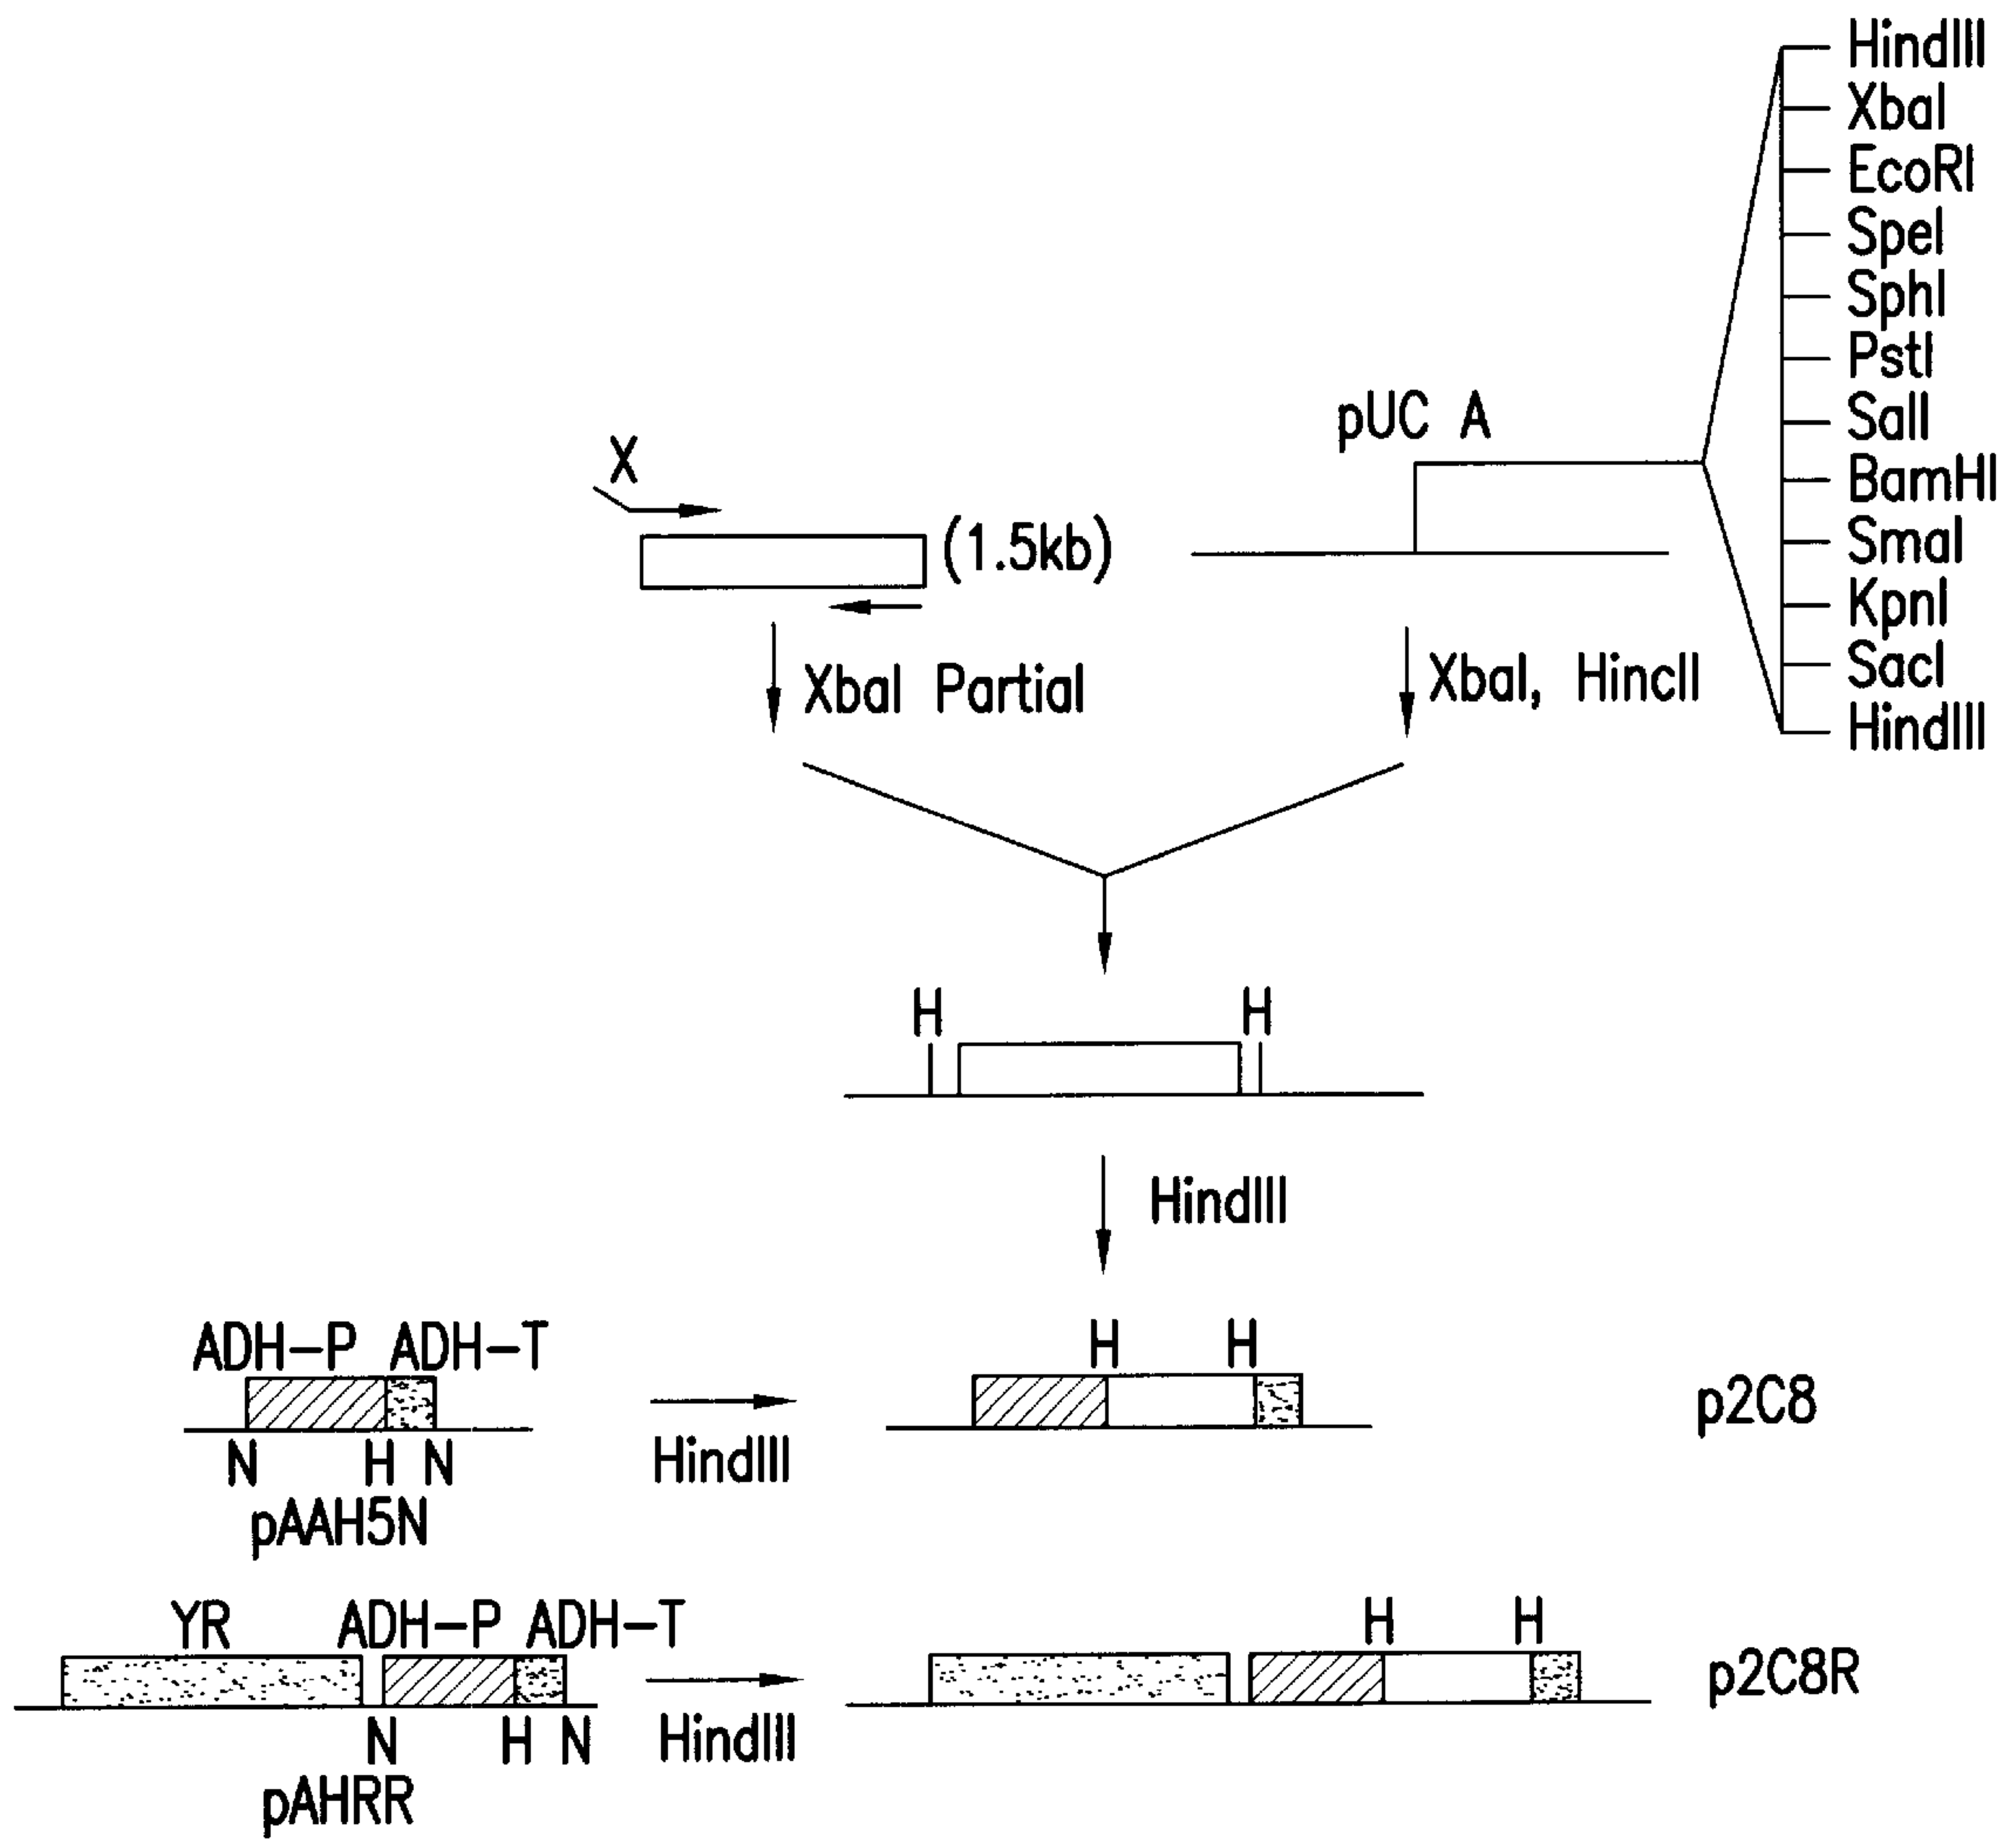 HindIII
XbaI
EcoRI
SpeI
SphI
PstI
SalI
BamHI
SmaI
KpnI
SacI
HindIII
pUC A
X
(1.5kb)
XbaI Partial
XbaI, HincII
H H
HindIII
ADH-P ADH-T
N H N
pAAH5N
HindIII
H H
p2C8
YR ADH-P ADH-T
N H N
pAHRR
HindIII
H H
p2C8R